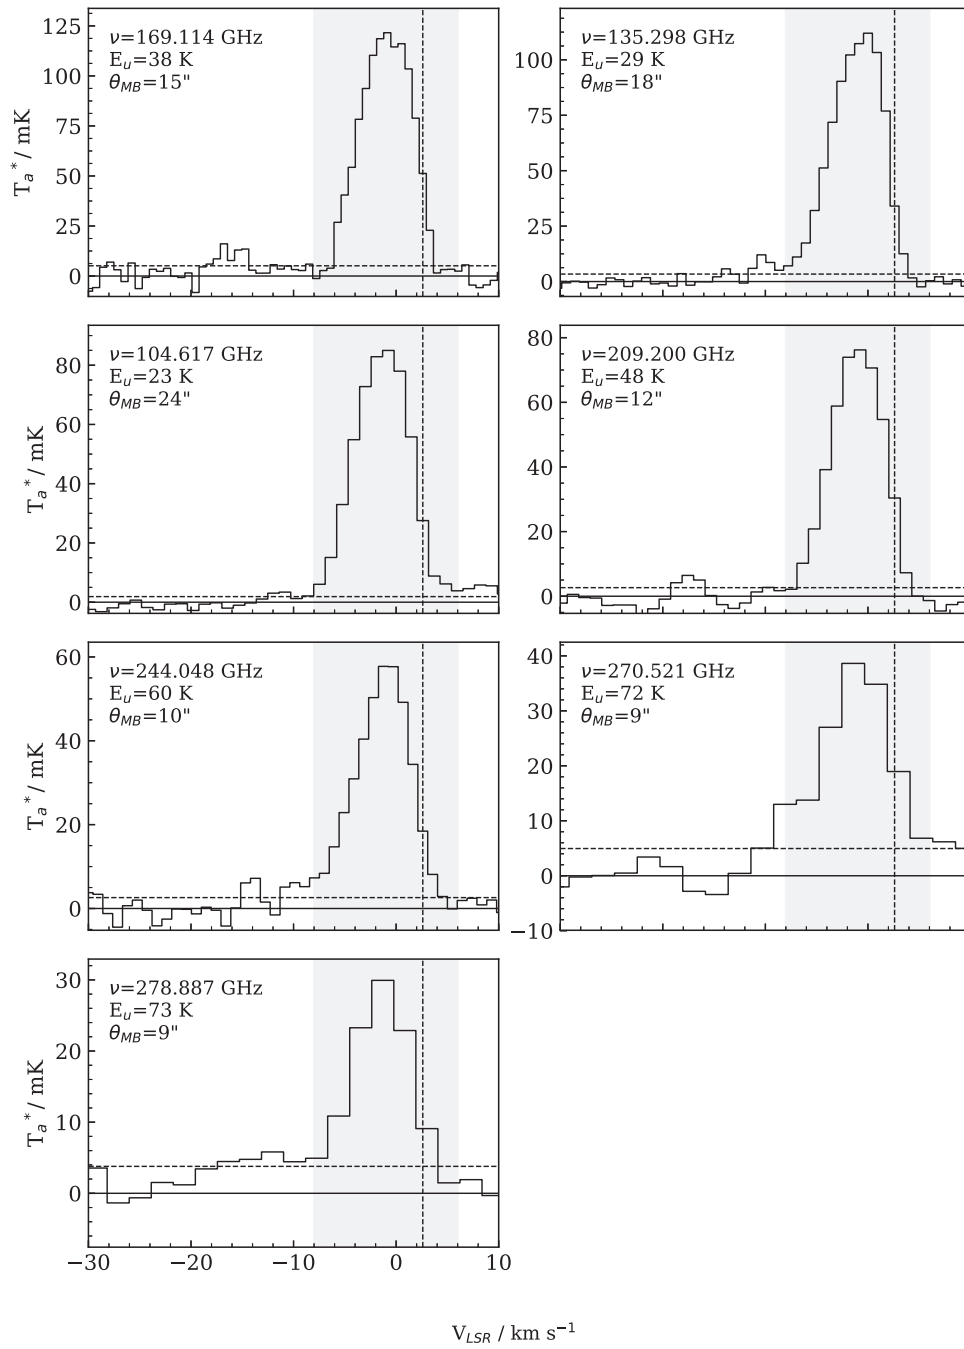 ν=169.114 GHz
E_u=38 K
θ_MB=15"
125
100
75
50
25
0
T_a* / mK
ν=135.298 GHz
E_u=29 K
θ_MB=18"
100
75
50
25
0
ν=104.617 GHz
E_u=23 K
θ_MB=24"
80
60
40
20
0
T_a* / mK
ν=209.200 GHz
E_u=48 K
θ_MB=12"
80
60
40
20
0
ν=244.048 GHz
E_u=60 K
θ_MB=10"
60
40
20
0
T_a* / mK
ν=270.521 GHz
E_u=72 K
θ_MB=9"
40
30
20
10
0
−10
ν=278.887 GHz
E_u=73 K
θ_MB=9"
30
20
10
0
T_a* / mK
−30 −20 −10 0 10
V_LSR / km s⁻¹